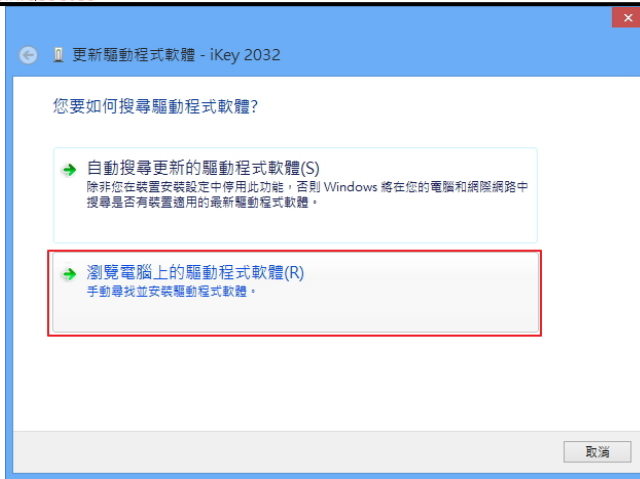 更新驅動程式軟體 - iKey 2032
您要如何搜尋驅動程式軟體?
自動搜尋更新的驅動程式軟體(S)
除非您在裝置安裝設定中停用此功能，否則 Windows 將在您的電腦和網際網路中
搜尋是否有裝置適用的最新驅動程式軟體。
瀏覽電腦上的驅動程式軟體(R)
手動尋找並安裝驅動程式軟體。
取消